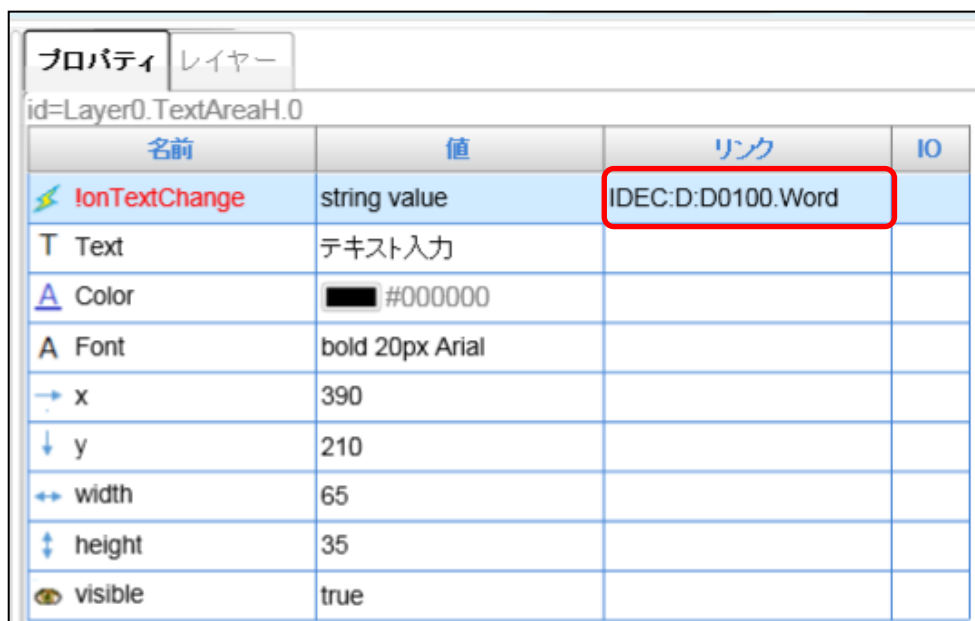 プロパティ レイヤー
id=Layer0.TextAreaH.0
名前 値 リンク IO
!onTextChange string value IDEC:D:D0100.Word
T Text テキスト入力
A Color #000000
A Font bold 20px Arial
x 390
y 210
width 65
height 35
visible true